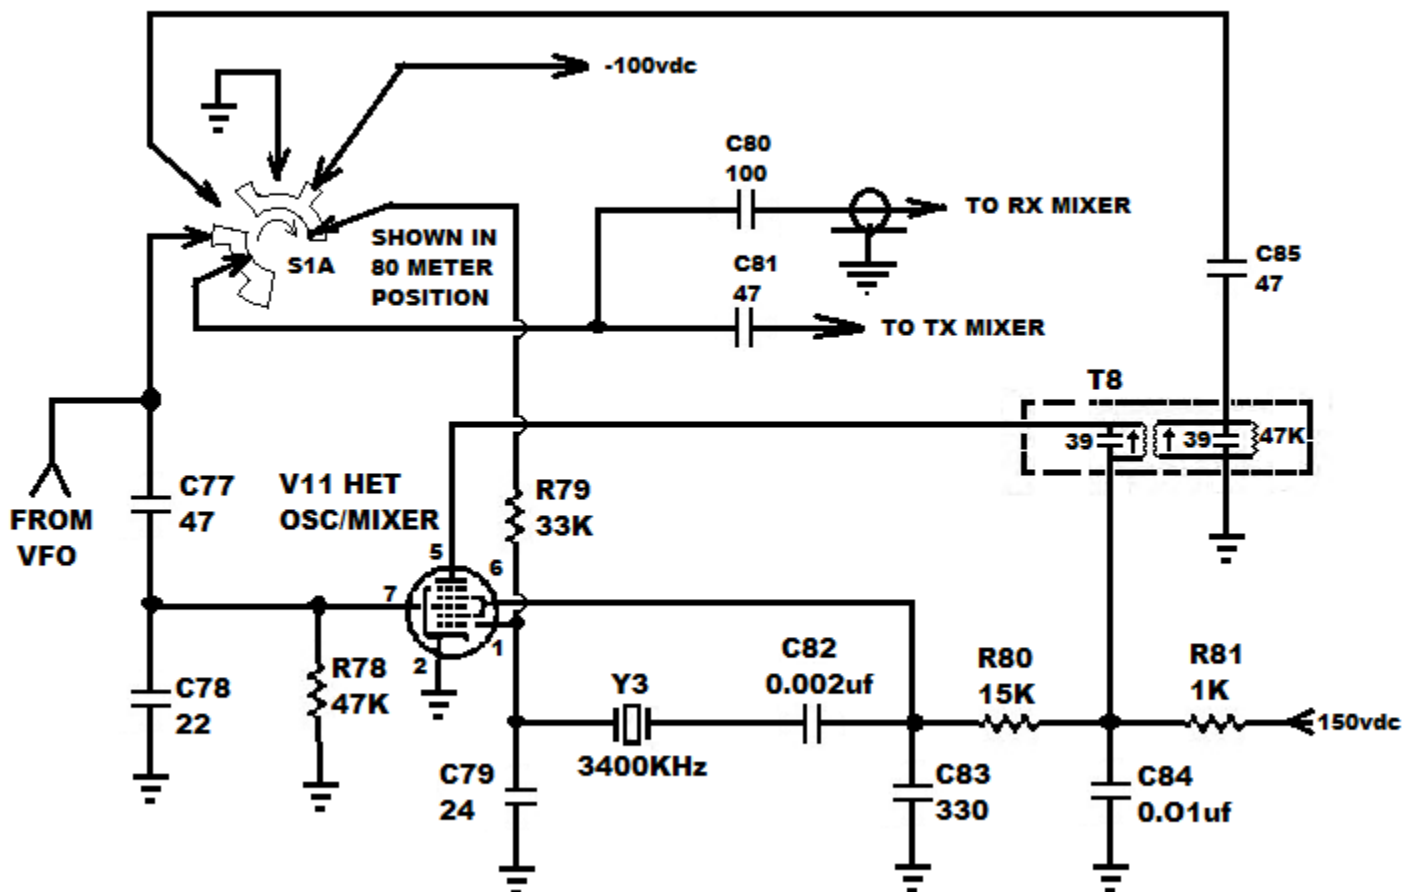 -100vdc
C80
100
TO RX MIXER
SHOWN IN
80 METER
POSITION
S1A
C81
47
TO TX MIXER
C85
47
T8
39
39
47K
C77
47
V11 HET
OSC/MIXER
R79
33K
FROM
VFO
5
6
7
1
2
C78
22
R78
47K
C82
0.002uf
Y3
3400KHz
R80
15K
R81
1K
150vdc
C79
24
C83
330
C84
0.01uf